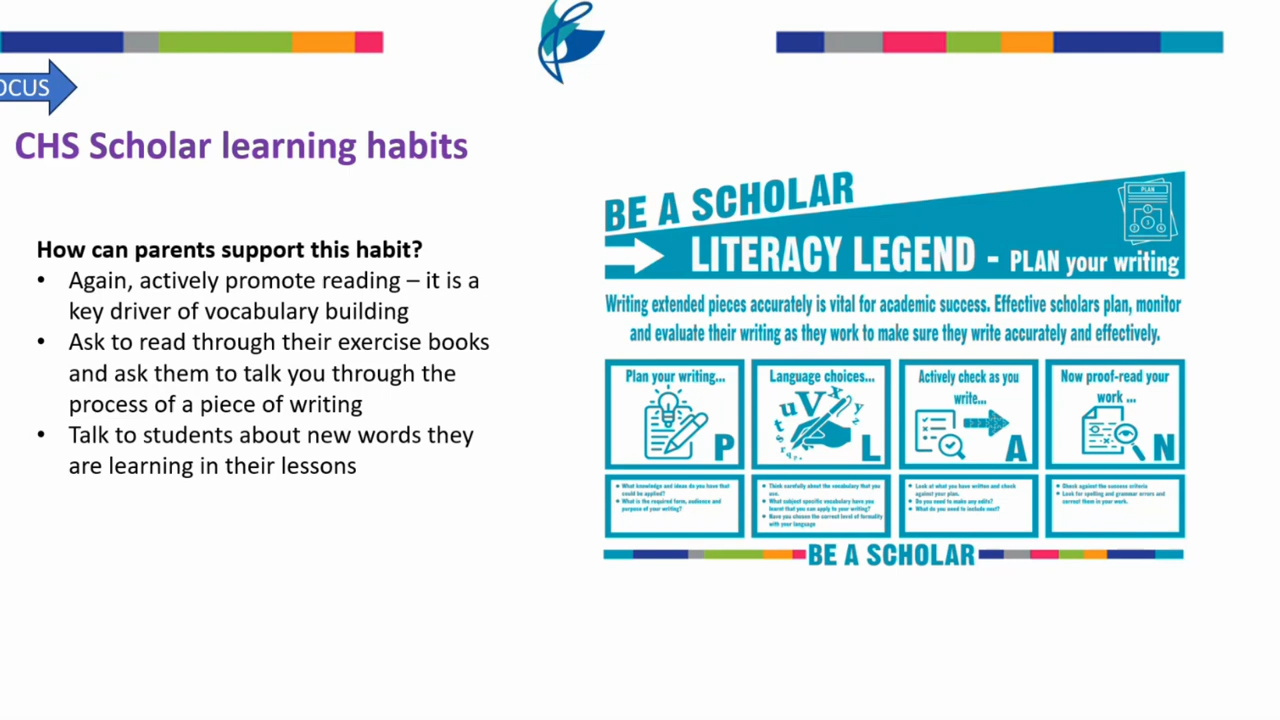 OCUS
CHS Scholar learning habits
How can parents support this habit?
• Again, actively promote reading – it is a
key driver of vocabulary building
• Ask to read through their exercise books
and ask them to talk you through the
process of a piece of writing
• Talk to students about new words they
are learning in their lessons
BE A SCHOLAR
PLAN
LITERACY LEGEND - PLAN your writing
Writing extended pieces accurately is vital for academic success. Effective scholars plan, monitor
and evaluate their writing as they work to make sure they write accurately and effectively.
Plan your writing...
P
• What knowledge and ideas do you have that
could be applied?
• What is the required form, audience and
purpose of your writing?
Language choices...
L
• Think carefully about the vocabulary that you
use.
• What subject specific vocabulary have you
learnt that you can apply to your writing?
• Have you chosen the correct level of formality
with your language
Actively check as you
write...
A
• Look at what you have written and check
against your plan.
• Do you need to make any edits?
• What do you need to include next?
Now proof-read your
work ...
N
• Check against the success criteria
• Look for spelling and grammar errors and
correct them in your work.
BE A SCHOLAR